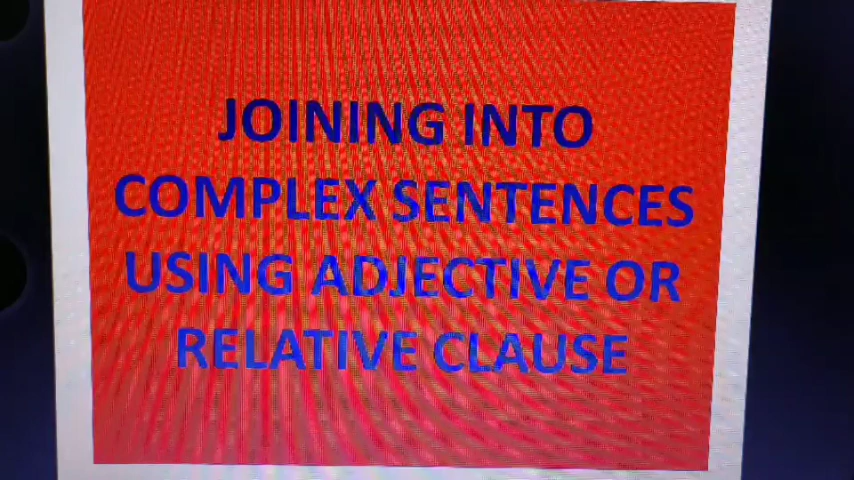 JOINING INTO
COMPLEX SENTENCES
USING ADJECTIVE OR
RELATIVE CLAUSE